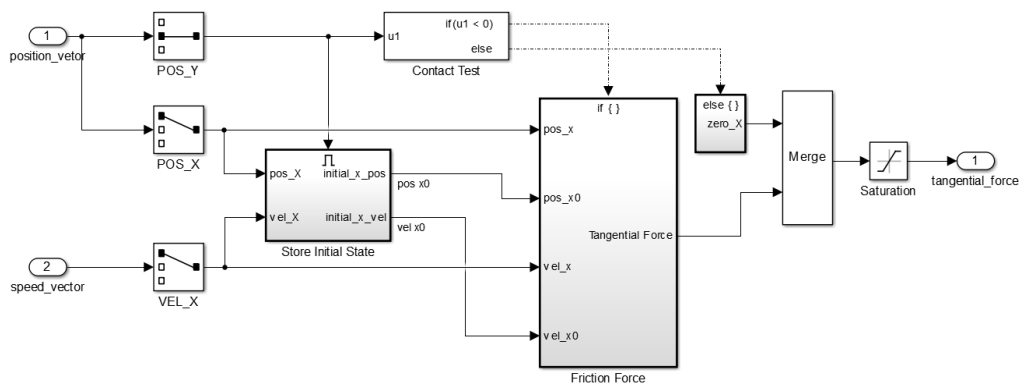 1
position_vetor
POS_Y
u1
if(u1 < 0)
else
Contact Test
POS_X
pos_X
vel_X
initial_x_pos
initial_x_vel
Store Initial State
pos x0
vel x0
2
speed_vector
VEL_X
if { }
pos_x
pos_x0
vel_x
vel_x0
Tangential Force
Friction Force
else { }
zero_X
Merge
Saturation
1
tangential_force